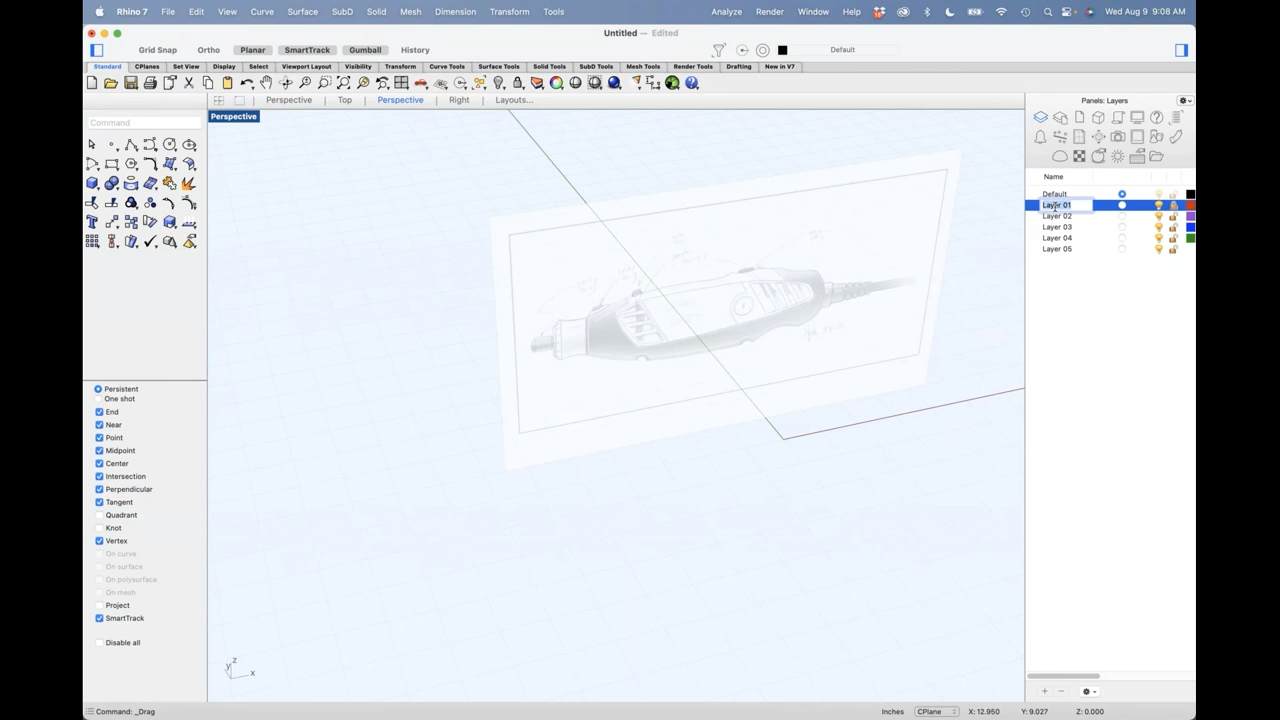 Rhino 7 File Edit View Curve Surface SubD Solid Mesh Dimension Transform Tools Analyze Render Window Help Wed Aug 9 9:08 AM
Untitled — Edited
Grid Snap Ortho Planar SmartTrack Gumball History Default
Standard CPlanes Set View Display Select Viewport Layout Visibility Transform Curve Tools Surface Tools Solid Tools SubD Tools Mesh Tools Render Tools Drafting New in V7
Perspective Top Perspective Right Layouts... Panels: Layers
Perspective
Command
Name
Default
Layer 01
Layer 02
Layer 03
Layer 04
Layer 05
Persistent
One shot
End
Near
Point
Midpoint
Center
Intersection
Perpendicular
Tangent
Quadrant
Knot
Vertex
On curve
On surface
On polysurface
On mesh
Project
SmartTrack
Disable all
z
y
x
Command: _Drag Inches CPlane X: 12.950 Y: 9.027 Z: 0.000